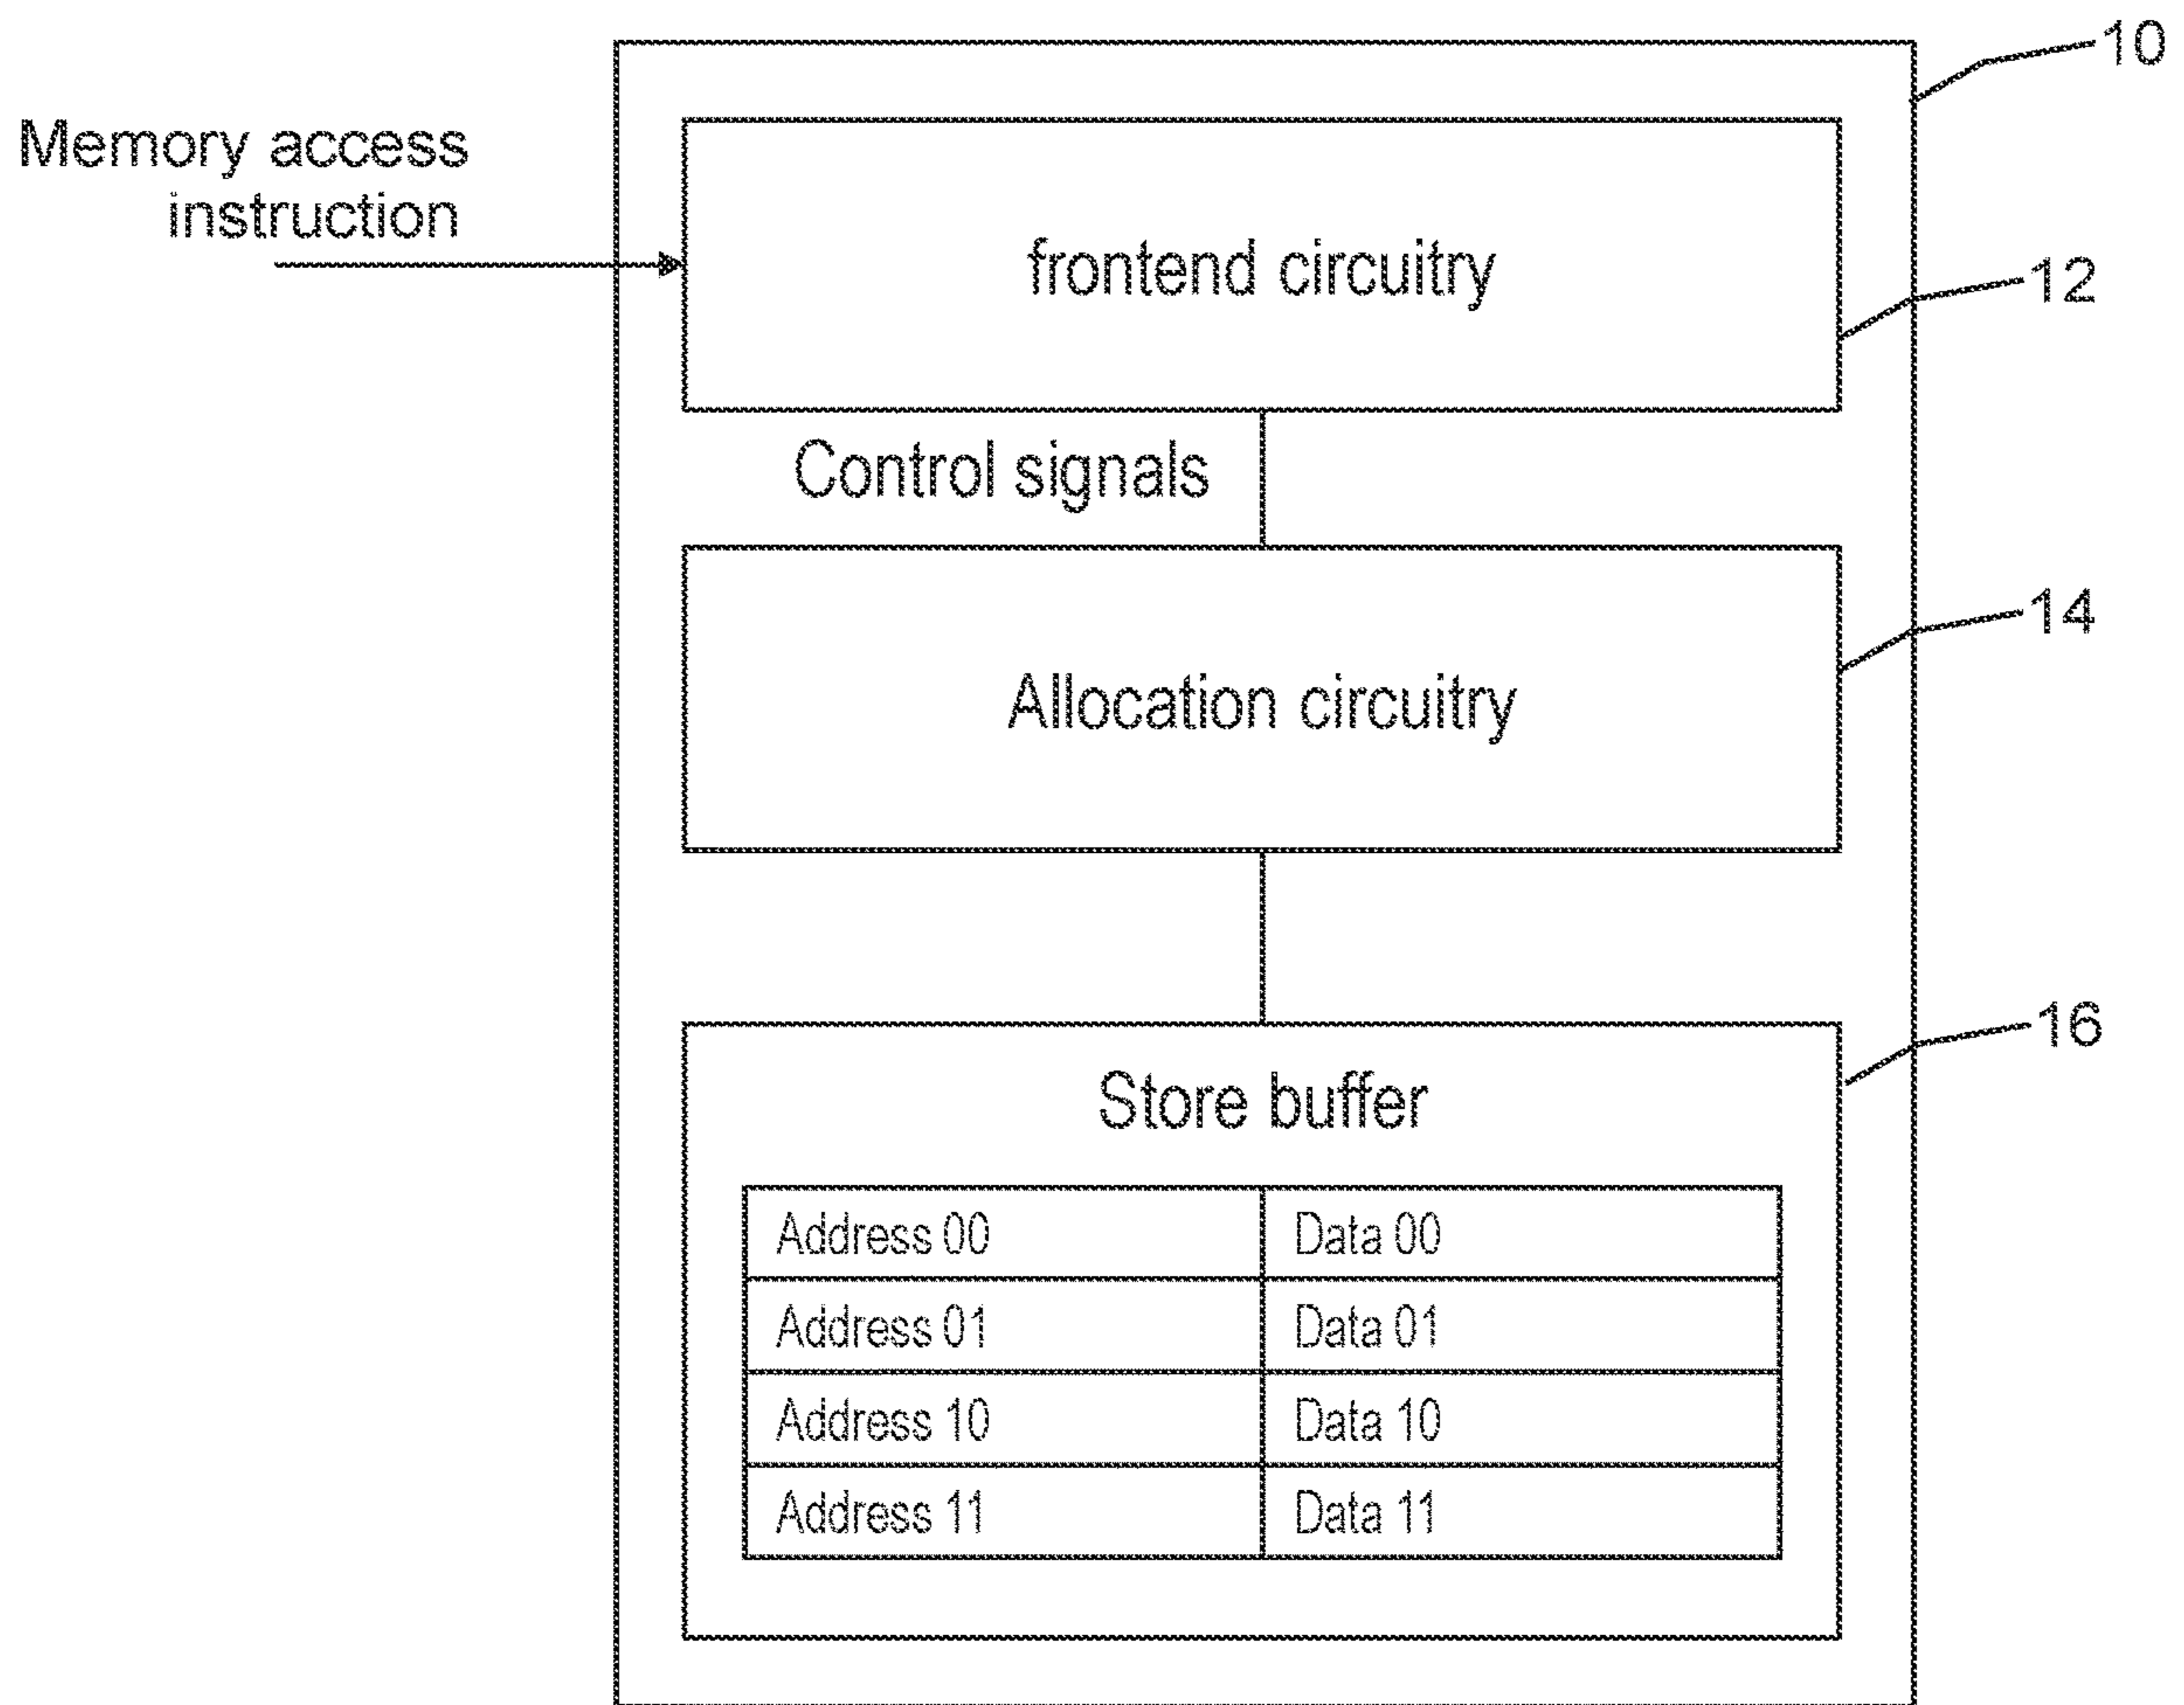 10
Memory access
instruction
frontend circuitry
12
Control signals
14
Allocation circuitry
16
Store buffer
Address 00 Data 00
Address 01 Data 01
Address 10 Data 10
Address 11 Data 11